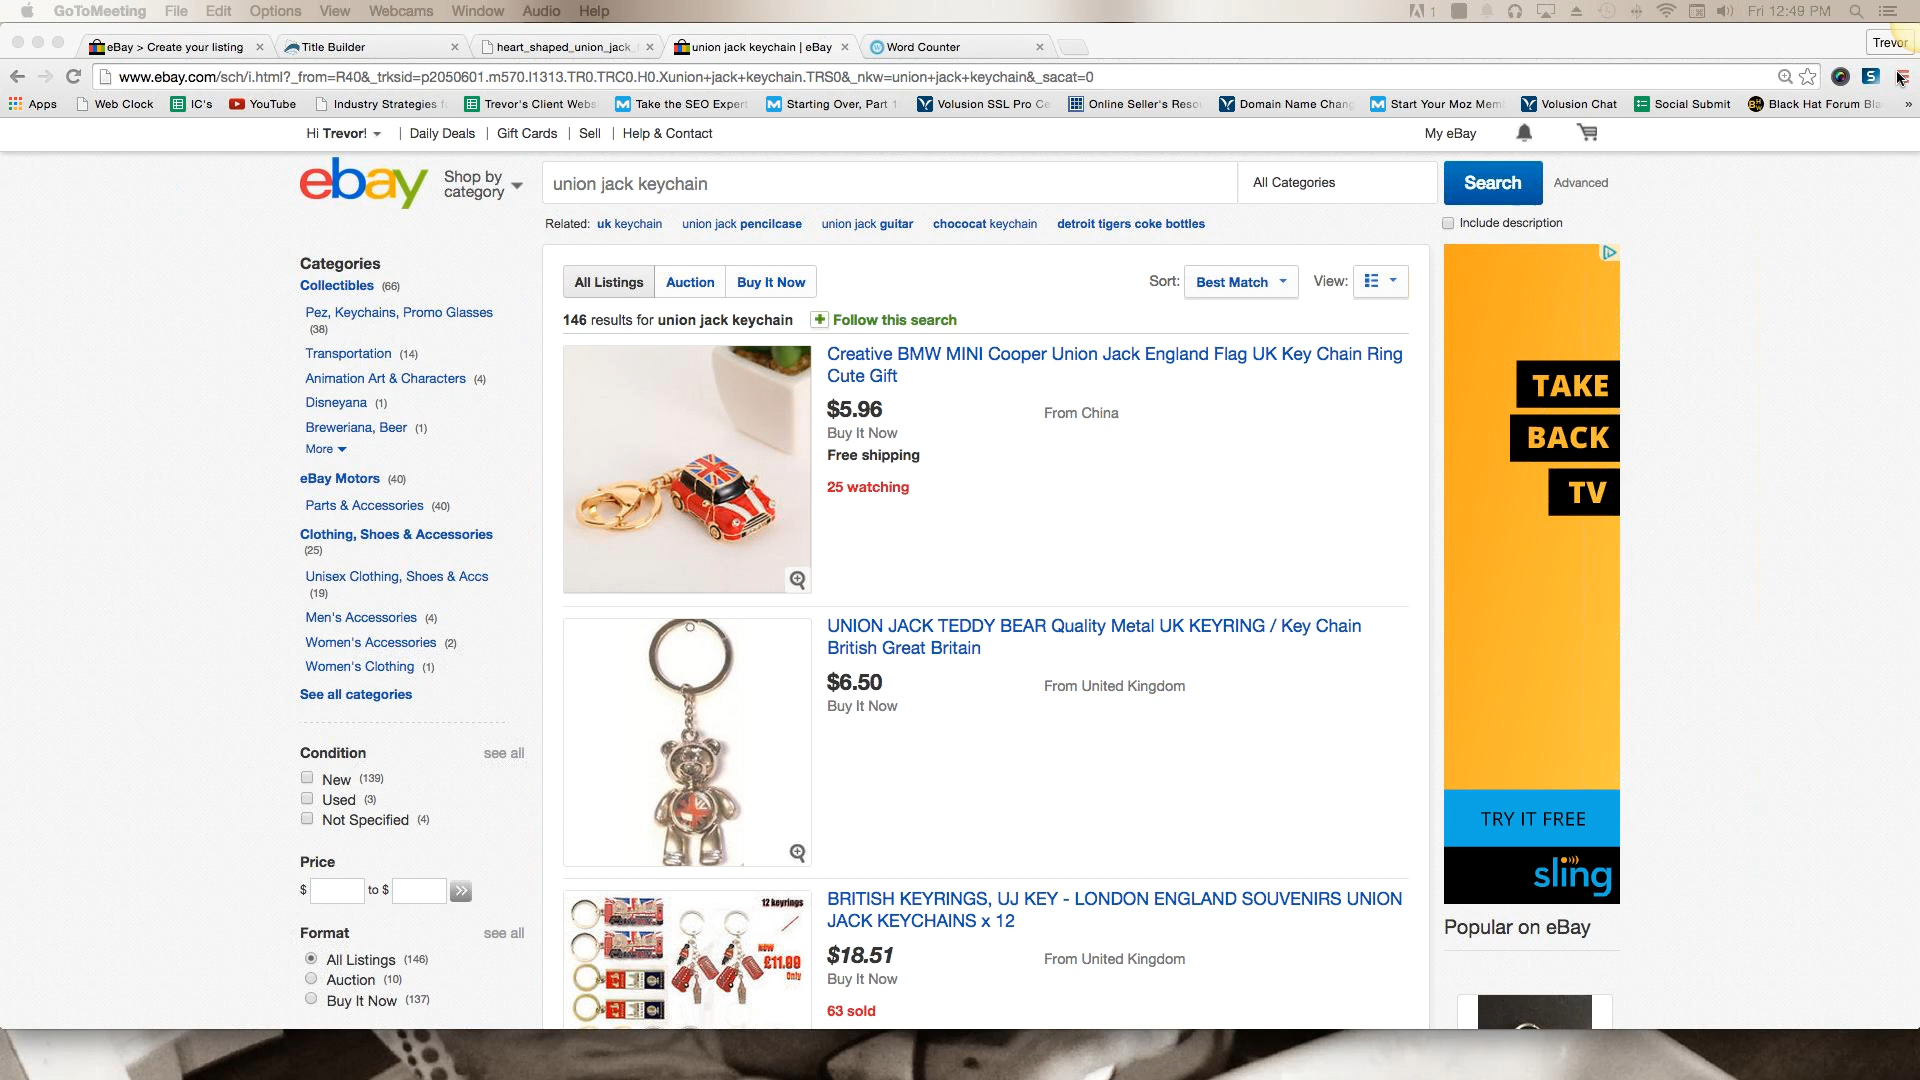 GoToMeeting File Edit Options View Webcams Window Audio Help
1 Fri 12:49 PM
eBay > Create your listing
Title Builder
heart_shaped_union_jack
union jack keychain | eBay
Word Counter
Trevor
www.ebay.com/sch/i.html?_from=R40&_trksid=p2050601.m570.l1313.TR0.TRC0.H0.Xunion+jack+keychain.TRS0&_nkw=union+jack+keychain&_sacat=0
Apps
Web Clock
IC's
YouTube
Industry Strategies f
Trevor's Client Webs
Take the SEO Expert
Starting Over, Part 1
Volusion SSL Pro Ce
Online Seller's Reso
Domain Name Chan
Start Your Moz Mem
Volusion Chat
Social Submit
Black Hat Forum Bla
»
Hi Trevor! | Daily Deals | Gift Cards | Sell | Help & Contact
My eBay
ebay
Shop by
category
union jack keychain
All Categories
Search
Advanced
Related: uk keychain union jack pencilcase union jack guitar chococat keychain detroit tigers coke bottles
Include description
Categories
Collectibles (66)
Pez, Keychains, Promo Glasses
(38)
Transportation (14)
Animation Art & Characters (4)
Disneyana (1)
Breweriana, Beer (1)
More
eBay Motors (40)
Parts & Accessories (40)
Clothing, Shoes & Accessories
(25)
Unisex Clothing, Shoes & Accs
(19)
Men's Accessories (4)
Women's Accessories (2)
Women's Clothing (1)
See all categories
Condition see all
New (139)
Used (3)
Not Specified (4)
Price
$ to $
Format see all
All Listings (146)
Auction (10)
Buy It Now (137)
All Listings Auction Buy It Now
Sort: Best Match View:
146 results for union jack keychain Follow this search
Creative BMW MINI Cooper Union Jack England Flag UK Key Chain Ring
Cute Gift
$5.96 From China
Buy It Now
Free shipping
25 watching
UNION JACK TEDDY BEAR Quality Metal UK KEYRING / Key Chain
British Great Britain
$6.50 From United Kingdom
Buy It Now
12 keyrings
NOW
£11.99
Only
BRITISH KEYRINGS, UJ KEY - LONDON ENGLAND SOUVENIRS UNION
JACK KEYCHAINS x 12
$18.51 From United Kingdom
Buy It Now
63 sold
TAKE
BACK
TV
TRY IT FREE
sling
Popular on eBay